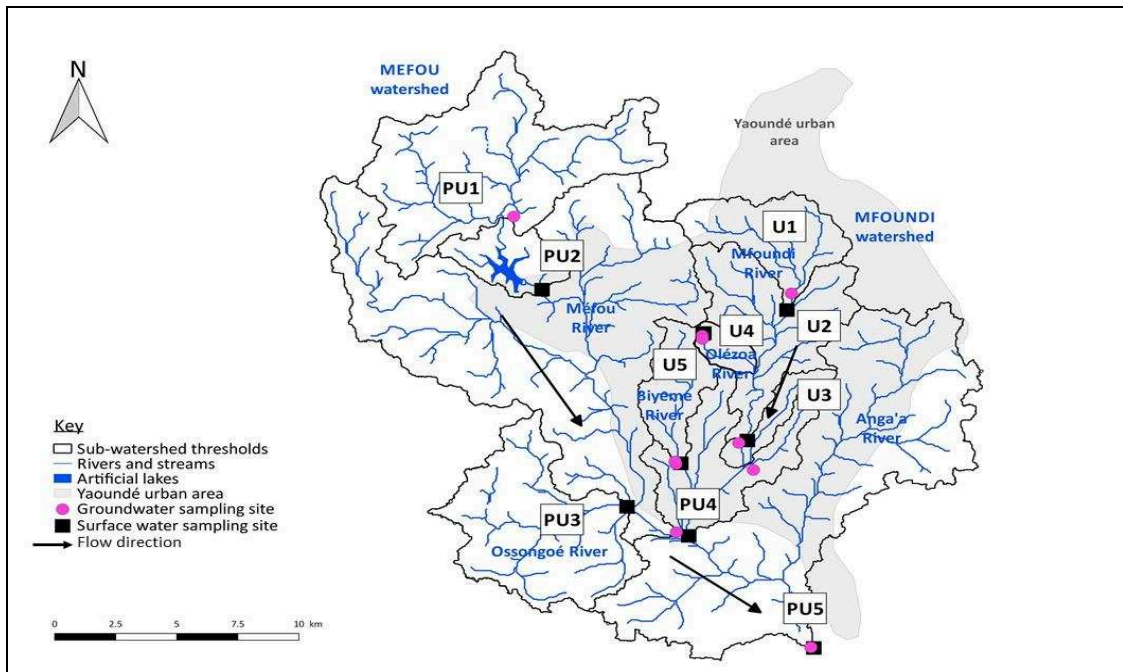 N
MEFOU
watershed
Yaoundé urban
area
PU1
U1
MFOUNDI
watershed
Mfoundi
River
PU2
Méfou
River
U4
U2
Olézoa
River
U5
U3
Biyeme
River
Anga'a
River
Key
Sub-watershed thresholds
Rivers and streams
Artificial lakes
Yaoundé urban area
Groundwater sampling site
Surface water sampling site
Flow direction
PU4
PU3
Ossongoé River
PU5
0 2.5 5 7.5 10 km